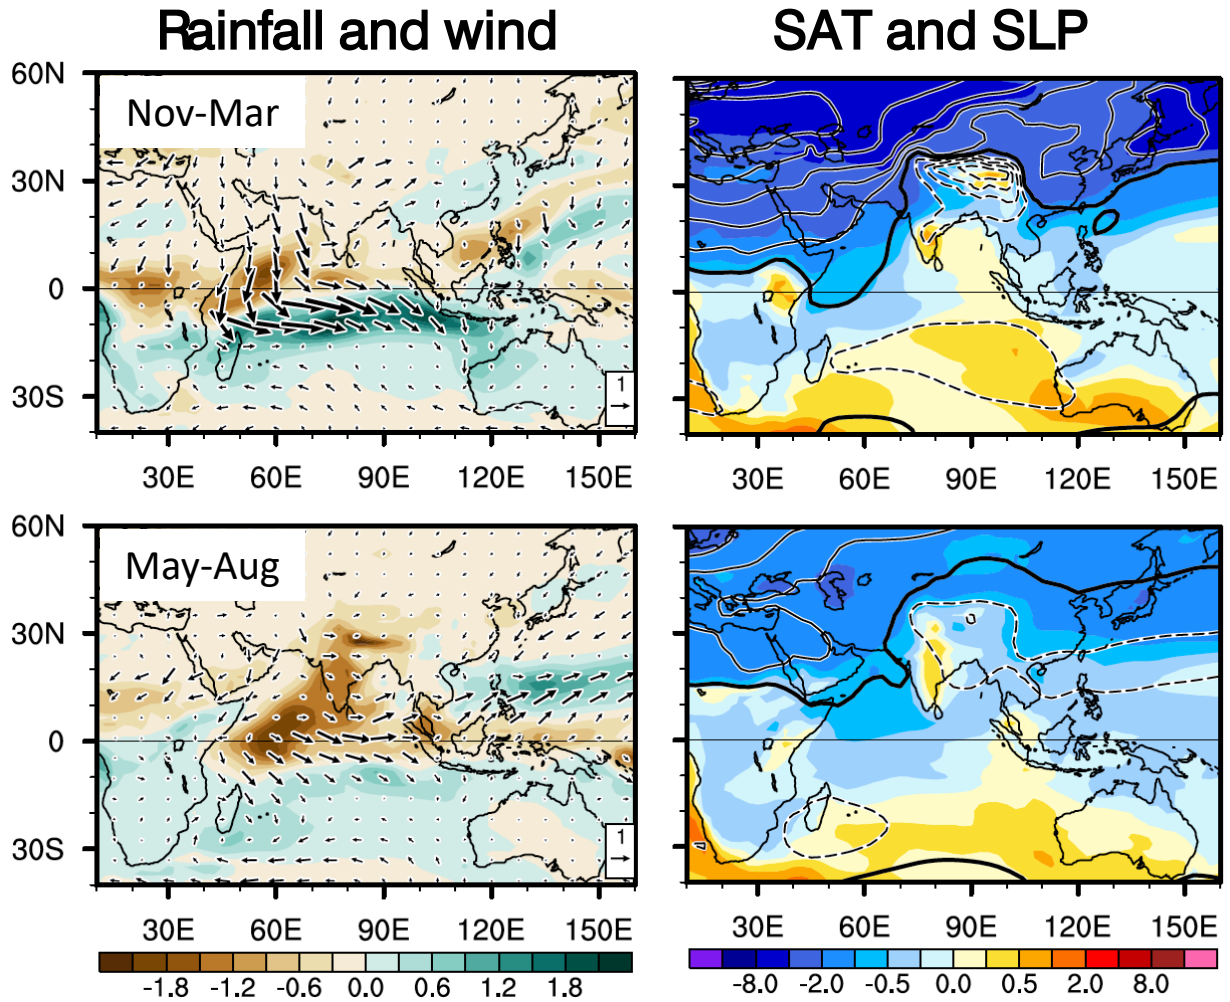 Rainfall and wind
SAT and SLP
60N
Nov-Mar
30N
0
30S
1
30E 60E 90E 120E 150E
30E 60E 90E 120E 150E
60N
May-Aug
30N
0
30S
1
30E 60E 90E 120E 150E
30E 60E 90E 120E 150E
-1.8 -1.2 -0.6 0.0 0.6 1.2 1.8
-8.0 -2.0 -0.5 0.0 0.5 2.0 8.0